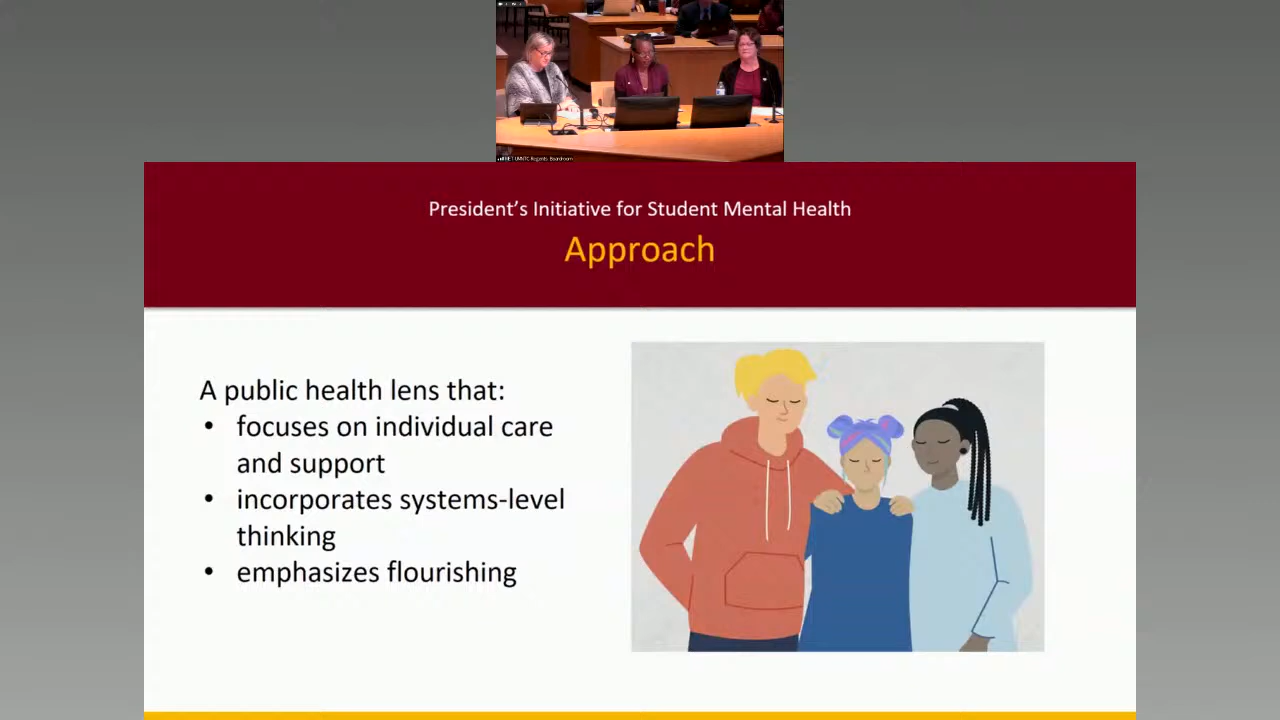 President's Initiative for Student Mental Health
Approach
A public health lens that:
• focuses on individual care
and support
• incorporates systems-level
thinking
• emphasizes flourishing